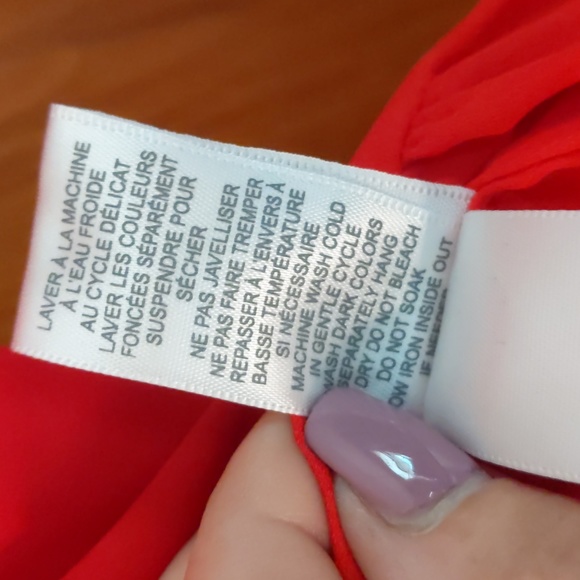 LAVER À LA MACHINE
À L'EAU FROIDE
AU CYCLE DÉLICAT
LAVER LES COULEURS
FONCÉES SÉPARÉMENT
SUSPENDRE POUR
SÉCHER
NE PAS JAVELLISER
NE PAS FAIRE TREMPER
REPASSER À L'ENVERS À
BASSE TEMPÉRATURE
SI NÉCESSAIRE
MACHINE WASH COLD
IN GENTLE CYCLE
WASH DARK COLORS
SEPARATELY HANG
DRY DO NOT BLEACH
DO NOT SOAK
OW IRON INSIDE OUT
IF